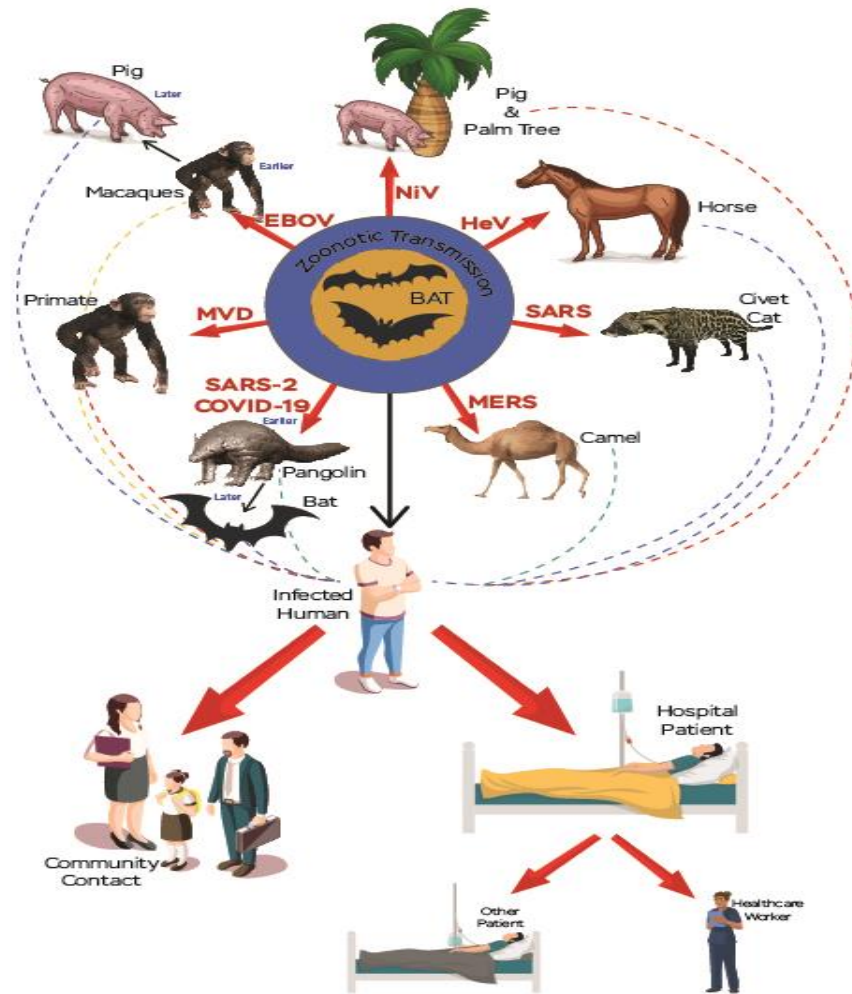 Pig
Later
Pig
&
Palm Tree
Macaques
Earlier
NiV
EBOV
HeV
Horse
Zoonotic Transmission
BAT
Primate
MVD
SARS
Civet
Cat
SARS-2
COVID-19
Earlier
MERS
Pangolin
Camel
Later
Bat
Infected
Human
Hospital
Patient
Community
Contact
Other
Patient
Healthcare
Worker